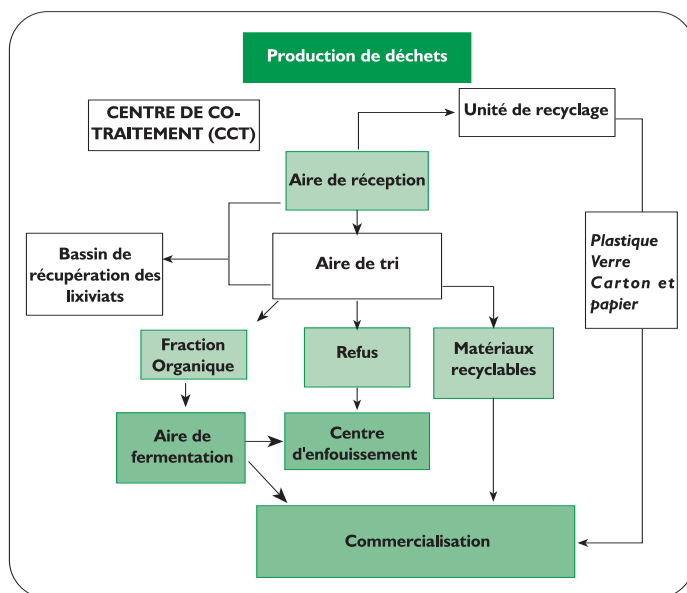 Production de déchets
CENTRE DE CO-
TRAITEMENT (CCT)
Unité de recyclage
Aire de réception
Bassin de
récupération des
lixiviats
Aire de tri
Plastique
Verre
Carton et
papier
Fraction
Organique
Refus
Matériaux
recyclables
Aire de
fermentation
Centre
d'enfouissement
Commercialisation